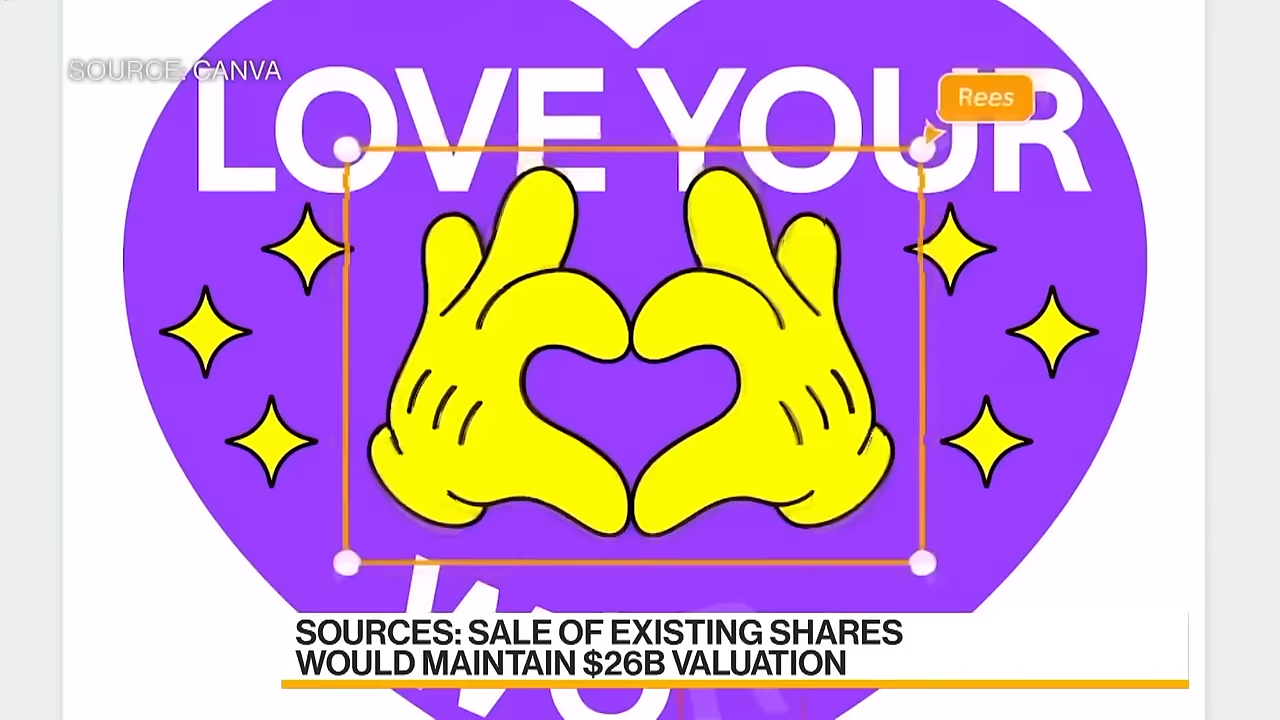 SOURCE: CANVA
LOVE YOUR
Rees
SOURCES: SALE OF EXISTING SHARES
WOULD MAINTAIN $26B VALUATION